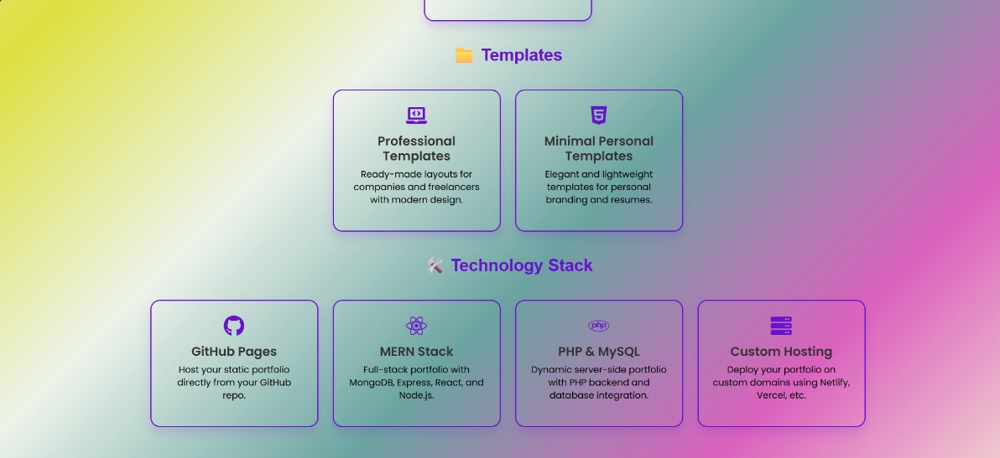 Templates
Professional
Templates
Ready-made layouts for
companies and freelancers
with modern design.
Minimal Personal
Templates
Elegant and lightweight
templates for personal
branding and resumes.
Technology Stack
GitHub Pages
Host your static portfolio
directly from your GitHub
repo.
MERN Stack
Full-stack portfolio with
MongoDB, Express, React, and
Node.js.
php
PHP & MySQL
Dynamic server-side portfolio
with PHP backend and
database integration.
Custom Hosting
Deploy your portfolio on
custom domains using Netlify,
Vercel, etc.